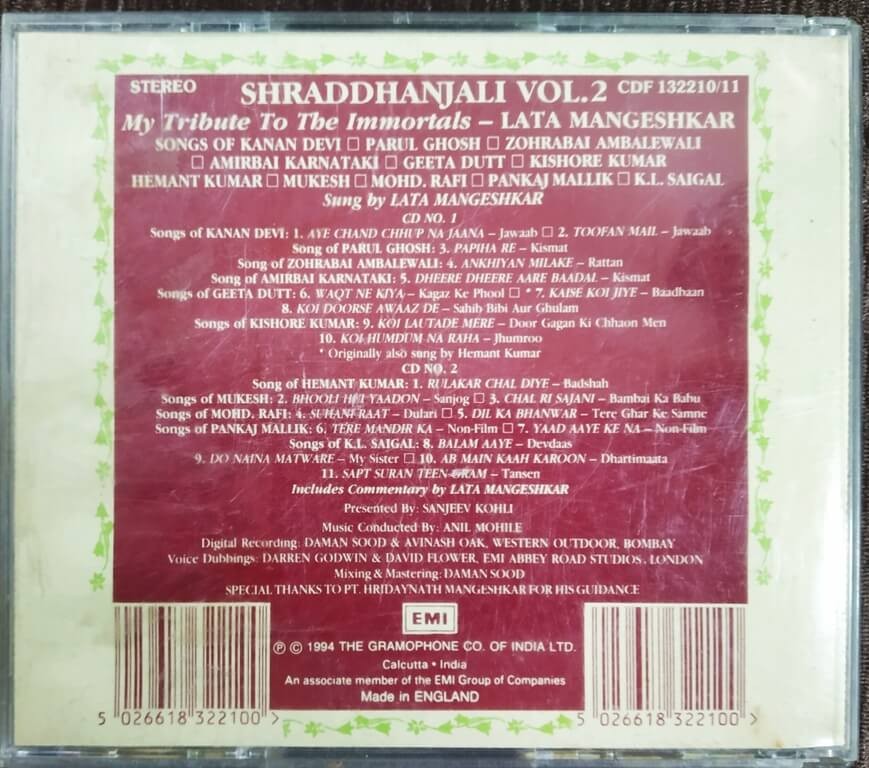 STEREO SHRADDHANJALI VOL.2 CDF 132210/11
My Tribute To The Immortals – LATA MANGESHKAR
SONGS OF KANAN DEVI □ PARUL GHOSH □ ZOHRABAI AMBALEWALI
□ AMIRBAI KARNATAKI □ GEETA DUTT □ KISHORE KUMAR
HEMANT KUMAR □ MUKESH □ MOHD. RAFI □ PANKAJ MALLIK □ K.L. SAIGAL
Sung by LATA MANGESHKAR
CD NO. 1
Songs of KANAN DEVI: 1. AYE CHAND CHHUP NA JAANA – Jawaab □ 2. TOOFAN MAIL – Jawaab
Song of PARUL GHOSH: 3. PAPIHA RE – Kismat
Song of ZOHRABAI AMBALEWALI: 4. ANKHIYAN MILAKE – Rattan
Song of AMIRBAI KARNATAKI: 5. DHEERE DHEERE AARE BAADAL – Kismat
Songs of GEETA DUTT: 6. WAQT NE KIYA – Kagaz Ke Phool □ * 7. KAISE KOI JIYE – Baadbaan
8. KOI DOORSE AWAAZ DE – Sahib Bibi Aur Ghulam
Songs of KISHORE KUMAR: 9. KOI LAUTADE MERE – Door Gagan Ki Chhaon Men
10. KOI HUMDUM NA RAHA – Jhumroo
* Originally also sung by Hemant Kumar
CD NO. 2
Song of HEMANT KUMAR: 1. RULAKAR CHAL DIYE – Badshah
Songs of MUKESH: 2. BHOOLI HUI YAADON – Sanjog □ 3. CHAL RI SAJANI – Bambai Ka Babu
Songs of MOHD. RAFI: 4. SUHANI RAAT – Dulari □ 5. DIL KA BHANWAR – Tere Ghar Ke Samne
Songs of PANKAJ MALLIK: 6. TERE MANDIR KA – Non-Film □ 7. YAAD AAYE KE NA – Non-Film
Songs of K.L. SAIGAL: 8. BALAM AAYE – Devdaas
9. DO NAINA MATWARE – My Sister □ 10. AB MAIN KAAH KAROON – Dhartimaata
11. SAPT SURAN TEEN GRAM – Tansen
Includes Commentary by LATA MANGESHKAR
Presented By: SANJEEV KOHLI
Music Conducted By: ANIL MOHILE
Digital Recording: DAMAN SOOD & AVINASH OAK, WESTERN OUTDOOR, BOMBAY
Voice Dubbings: DARREN GODWIN & DAVID FLOWER, EMI ABBEY ROAD STUDIOS, LONDON
Mixing & Mastering: DAMAN SOOD
SPECIAL THANKS TO PT. HRIDAYNATH MANGESHKAR FOR HIS GUIDANCE
EMI
℗ © 1994 THE GRAMOPHONE CO. OF INDIA LTD.
Calcutta • India
An associate member of the EMI Group of Companies
Made in ENGLAND
5 026618 322100 >
5 026618 322100 >